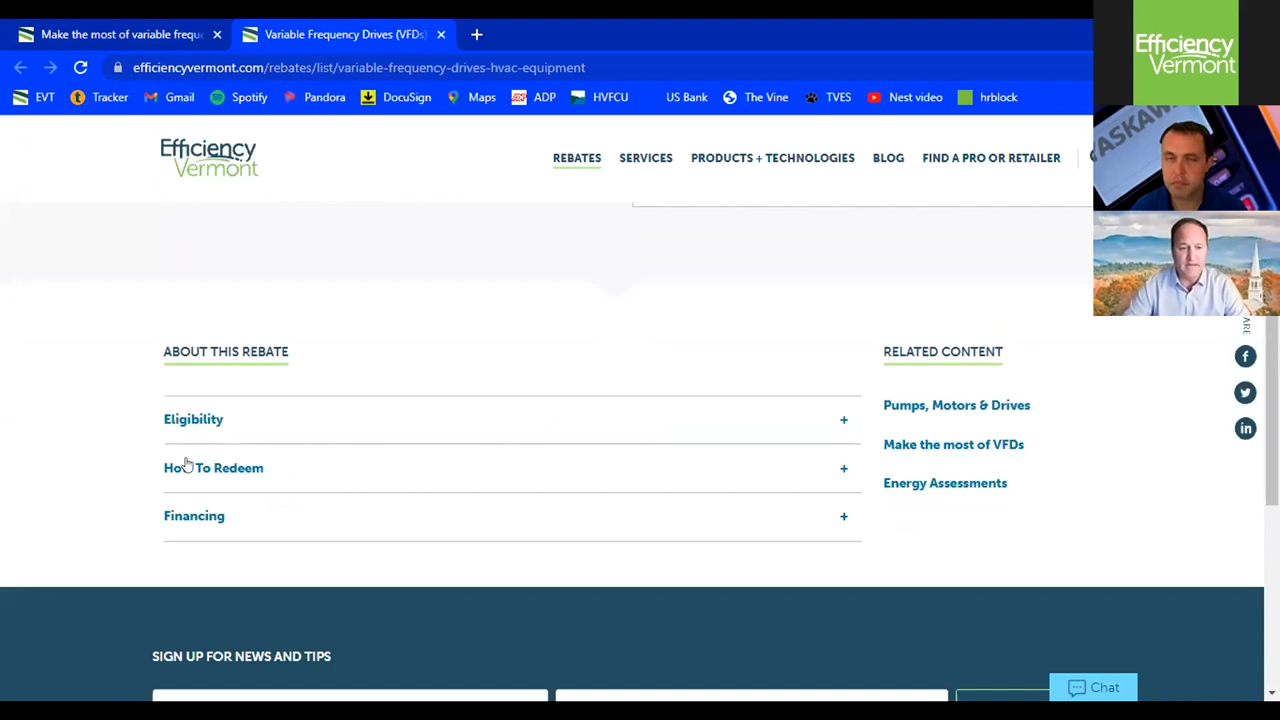 Make the most of variable frequ
Variable Frequency Drives (VFDs)
efficiencyvermont.com/rebates/list/variable-frequency-drives-hvac-equipment
EVT
Tracker
Gmail
Spotify
Pandora
DocuSign
Maps
ADP
HVFCU
US Bank
The Vine
TVES
Nest video
hrblock
Efficiency
Vermont
Efficiency
Vermont
REBATES
SERVICES
PRODUCTS + TECHNOLOGIES
BLOG
FIND A PRO OR RETAILER
YASKAWA
ABOUT THIS REBATE
Eligibility
+
How To Redeem
+
Financing
+
RELATED CONTENT
Pumps, Motors & Drives
Make the most of VFDs
Energy Assessments
ARE
SIGN UP FOR NEWS AND TIPS
Chat